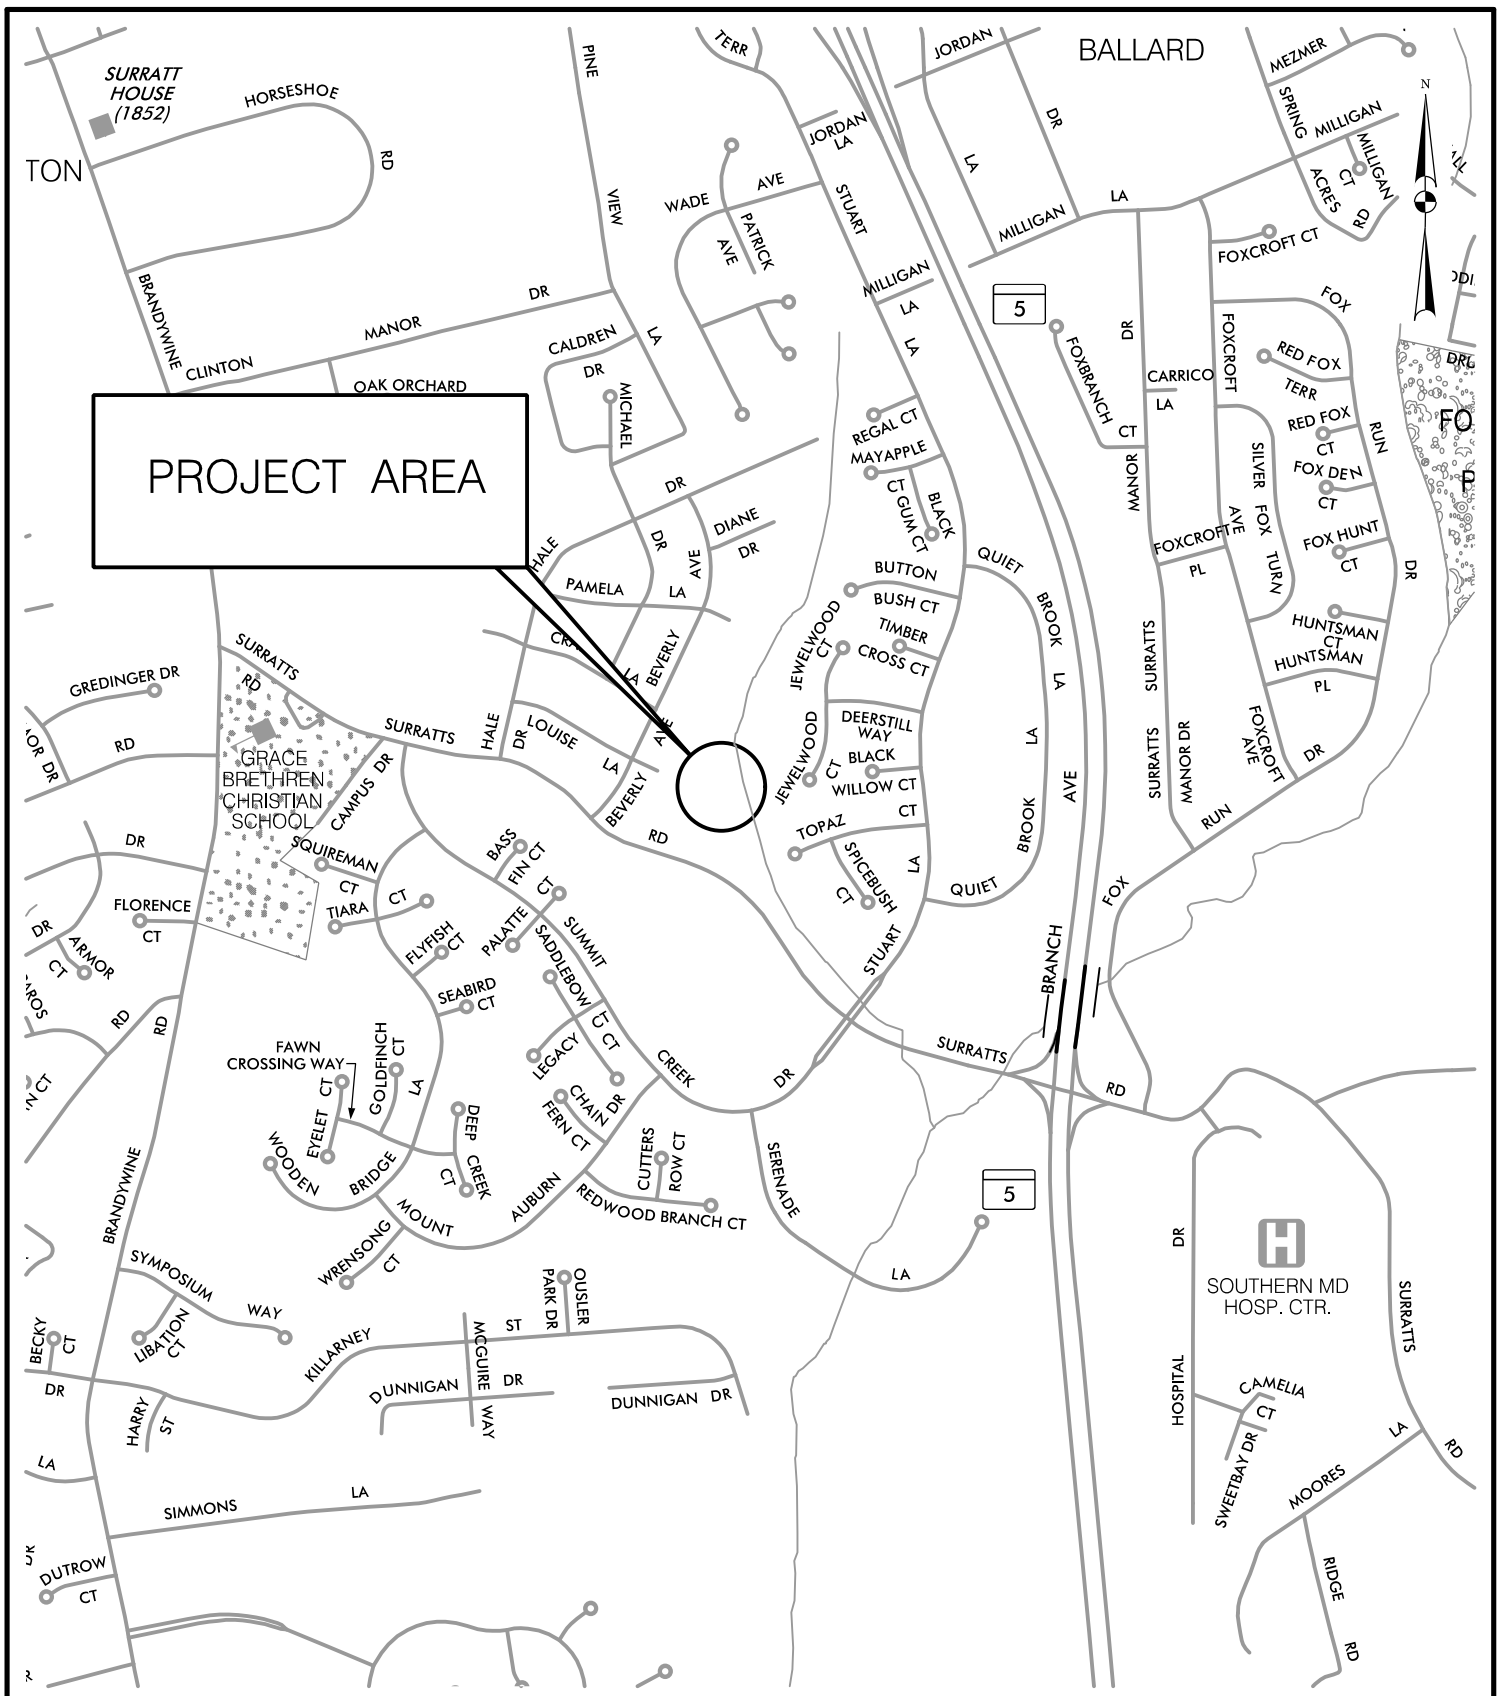 TERR
JORDAN
BALLARD
MEZMER
PINE
SURRATT
HOUSE
(1852)
HORSESHOE
RD
TON
N
SPRING
MILLIGAN
MILLIGAN
CT
ACRES
RD
DR
LA
JORDAN
LA
STUART
WADE
AVE
PATRICK
AVE
VIEW
LA
MILLIGAN
FOXCROFT CT
BRANDYWINE
DR
MANOR
CLINTON
LA
MILLIGAN
LA
LA
5
FOX
DR
FOXCROFT
FOXBRANCH
CT
CALDREN
DR
MICHAEL
OAK ORCHARD
RED FOX
TERR
CARRICO
LA
RED FOX
CT
RUN
FO
P
REGAL CT
MAYAPPLE
CT
BLACK
GUM CT
PROJECT AREA
MANOR
SILVER
FOX
TURN
FOX DEN
CT
DR
DIANE
DR
AVE
DR
HALE
AVE
FOXCROFT
PL
FOX HUNT
CT
DR
QUIET
BROOK
LA
PAMELA
LA
BUTTON
BUSH CT
TIMBER
CROSS CT
JEWELWOOD
CT
HUNTSMAN
CT
HUNTSMAN
PL
SURRATTS
RD
LA
BEVERLY
AVE
SURRATTS
GREDINGER DR
DR
RD
SURRATTS
HALE
DR
LOUISE
LA
BEVERLY
DEERSTILL
WAY
BLACK
WILLOW CT
JEWELWOOD
CT
LA
AVE
SURRATTS
MANOR DR
FOXCROFT
AVE
DR
RUN
GRACE
BRETHREN
CHRISTIAN
SCHOOL
CAMPUS DR
RD
TOPAZ
CT
SPICEBUSH
CT
LA
BROOK
QUIET
FOX
DR
SQUIREMAN
CT
BASS
FIN CT
FLORENCE
CT
TIARA
CT
PALATTE
CT
SUMMIT
DR
ARMOR
CT
FLYFISH
CT
SADDLEBOW
CT
STUART
BRANCH
SEABIRD
CT
RD
RD
FAWN
CROSSING WAY
GOLDFINCH
CT
LA
LEGACY
CT
CREEK
DR
SURRATTS
RD
EYELET
CT
DEEP
CREEK
CT
CHAIN DR
FERN CT
CUTTERS
ROW CT
SERENADE
LA
WOODEN
BRIDGE
MOUNT
AUBURN
REDWOOD BRANCH CT
5
BRANDYWINE
WRENSONG
CT
SYMPOSIUM
WAY
LIBATION
CT
PARK DR
OUSLER
DR
SOUTHERN MD
HOSP. CTR.
H
SURRATTS
BECKY
CT
DR
KILLARNEY
ST
MCGUIRE
WAY
DUNNIGAN
DR
DUNNIGAN
DR
HARRY
ST
HOSPITAL
CAMELIA
CT
SWEETBAY DR
LA
RD
MOORES
LA
SIMMONS
LA
DUTROW
CT
RIDGE
RD